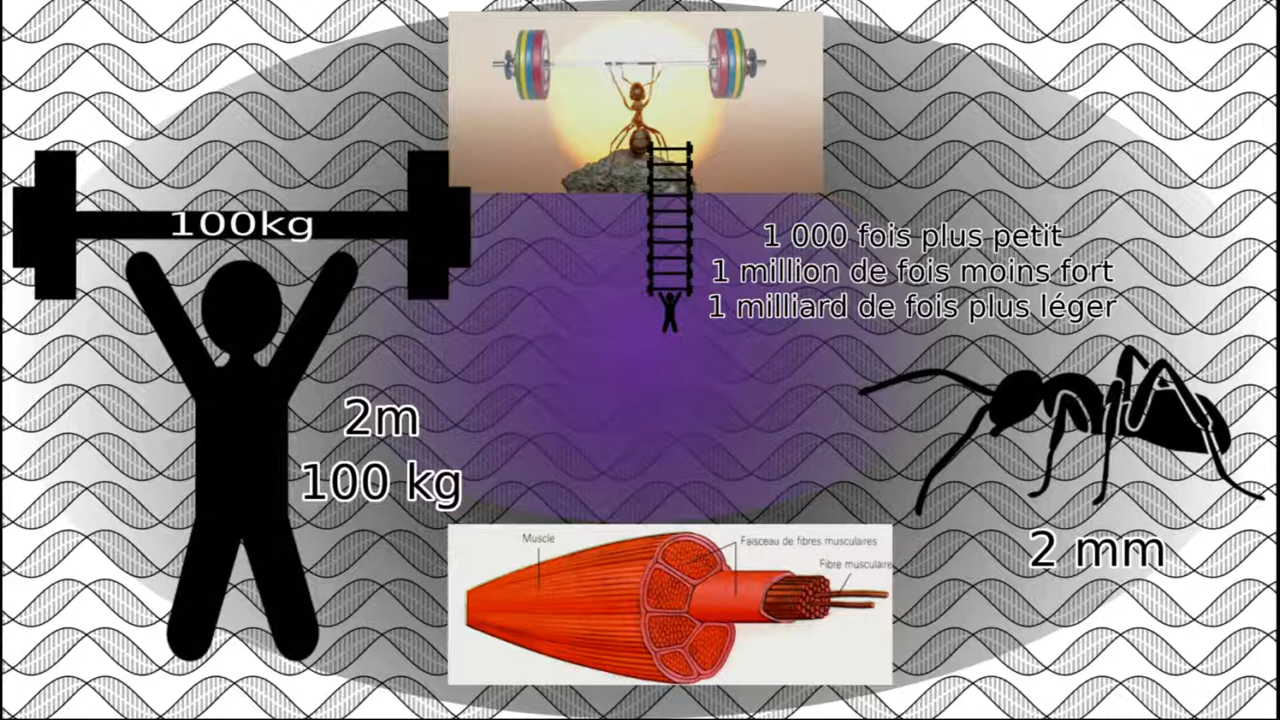 100kg
1 000 fois plus petit
1 million de fois moins fort
1 milliard de fois plus léger
2m
100 kg
2 mm
Muscle
Faisceau de fibres musculaires
Fibre musculaire